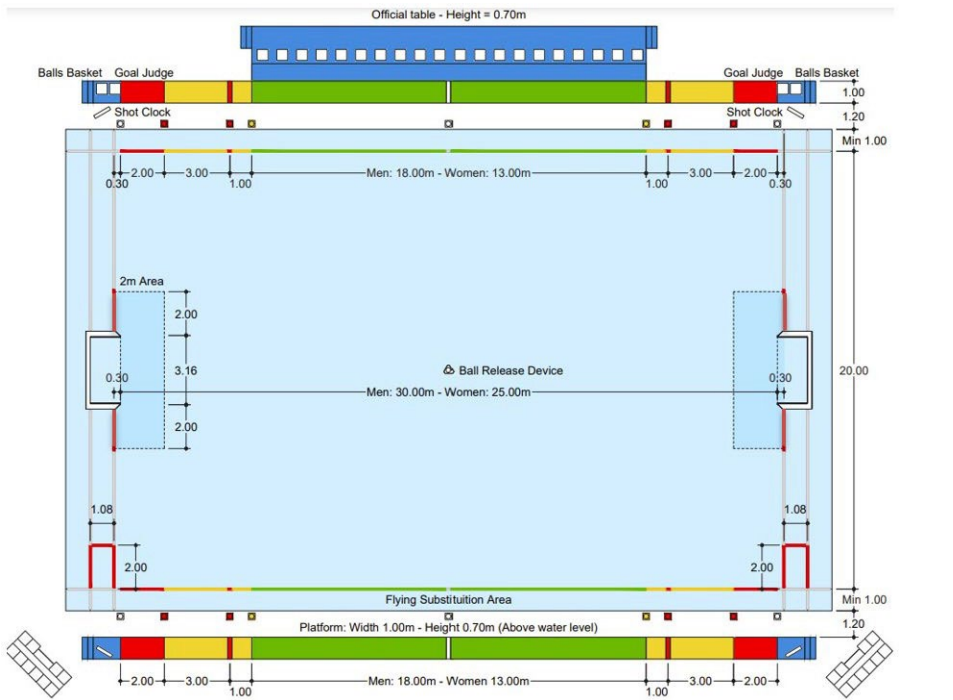 Official table - Height = 0.70m
Balls Basket Goal Judge Goal Judge Balls Basket
1.00
Shot Clock Shot Clock
1.20
Min 1.00
2.00 3.00 Men: 18.00m - Women: 13.00m 3.00 2.00
0.30 1.00 1.00 0.30
2m Area
2.00
3.16 Ball Release Device 20.00
0.30 0.30
Men: 30.00m - Women: 25.00m
2.00
1.08 1.08
2.00 2.00
Flying Substituition Area Min 1.00
Platform: Width 1.00m - Height 0.70m (Above water level) 1.20
2.00 3.00 Men: 18.00m - Women 13.00m 3.00 2.00
1.00 1.00